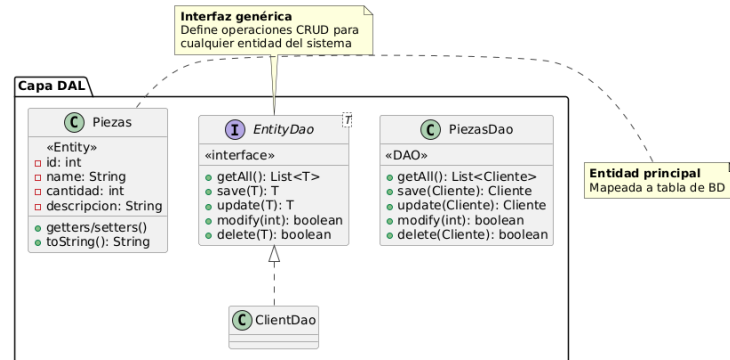 Interfaz genérica
Define operaciones CRUD para
cualquier entidad del sistema
Capa DAL
C Piezas
«Entity»
id: int
name: String
cantidad: int
descripcion: String
getters/setters()
toString(): String
I EntityDao
T
«interface»
getAll(): List<T>
save(T): T
update(T): T
modify(int): boolean
delete(T): boolean
C PiezasDao
«DAO»
getAll(): List<Cliente>
save(Cliente): Cliente
update(Cliente): Cliente
modify(int): boolean
delete(Cliente): boolean
Entidad principal
Mapeada a tabla de BD
C ClientDao